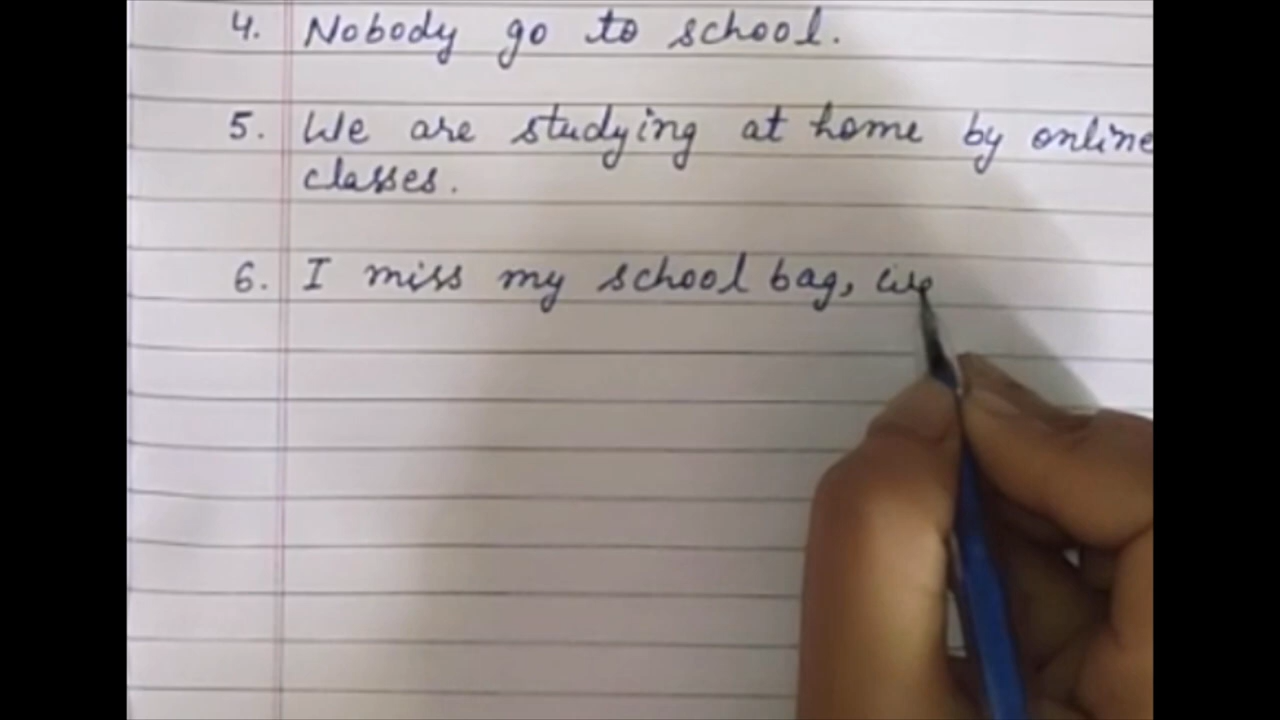 4. Nobody go to school.
5. We are studying at home by online
classes.
6. I miss my school bag,